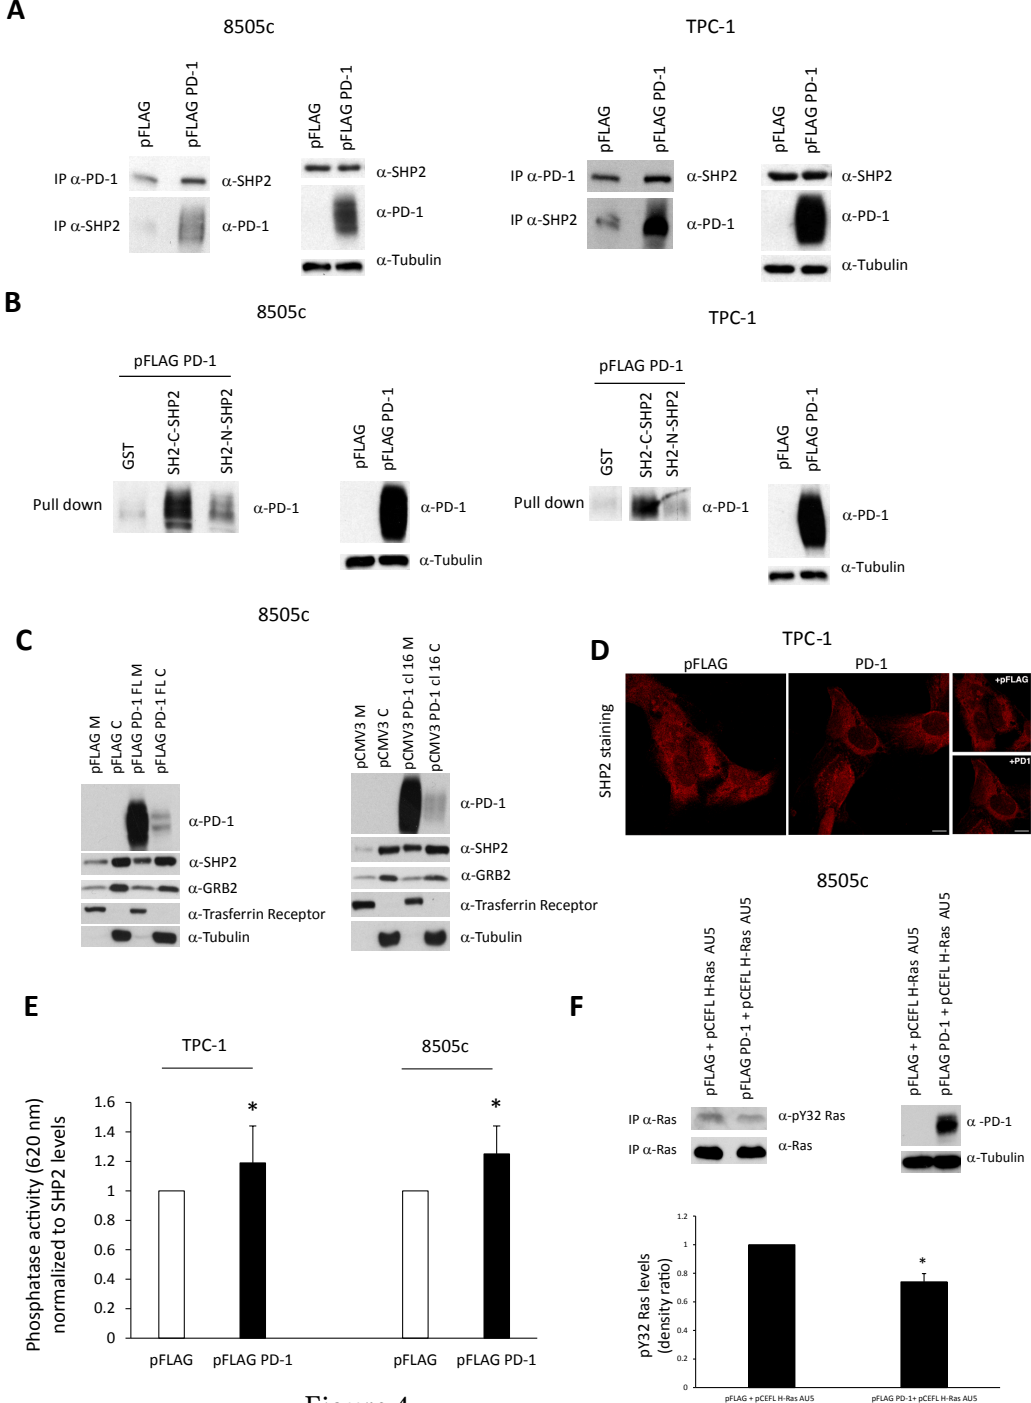 A
8505c
TPC-1
pFLAG
pFLAG PD-1
pFLAG
pFLAG PD-1
pFLAG
pFLAG PD-1
pFLAG
pFLAG PD-1
IP α-PD-1
α-SHP2
α-SHP2
IP α-PD-1
α-SHP2
α-SHP2
IP α-SHP2
α-PD-1
α-PD-1
IP α-SHP2
α-PD-1
α-PD-1
α-Tubulin
α-Tubulin
B
8505c
TPC-1
pFLAG PD-1
pFLAG PD-1
GST
SH2-C-SHP2
SH2-N-SHP2
pFLAG
pFLAG PD-1
GST
SH2-C-SHP2
SH2-N-SHP2
pFLAG
pFLAG PD-1
Pull down
α-PD-1
α-PD-1
Pull down
α-PD-1
α-PD-1
α-Tubulin
α-Tubulin
C
8505c
pFLAG M
pFLAG C
pFLAG PD-1 FL M
pFLAG PD-1 FL C
pCMV3 M
pCMV3 C
pCMV3 PD-1 cl 16 M
pCMV3 PD-1 cl 16 C
α-PD-1
α-SHP2
α-GRB2
α-Trasferrin Receptor
α-Tubulin
α-PD-1
α-SHP2
α-GRB2
α-Trasferrin Receptor
α-Tubulin
D
TPC-1
pFLAG
PD-1
SHP2 staining
+pFLAG
+PD1
E
TPC-1
8505c
Phosphatase activity (620 nm)
normalized to SHP2 levels
1.6
1.4
1.2
1
0.8
0.6
0.4
0.2
0
*
*
pFLAG
pFLAG PD-1
pFLAG
pFLAG PD-1
F
8505c
pFLAG + pCEFL H-Ras AU5
pFLAG PD-1 + pCEFL H-Ras AU5
pFLAG + pCEFL H-Ras AU5
pFLAG PD-1 + pCEFL H-Ras AU5
IP α-Ras
α-pY32 Ras
α -PD-1
IP α-Ras
α-Ras
α-Tubulin
pY32 Ras levels
(density ratio)
1.2
1
0.8
0.6
0.4
0.2
0
*
pFLAG + pCEFL H-Ras AU5
pFLAG PD-1+ pCEFL H-Ras AU5
Figure 4